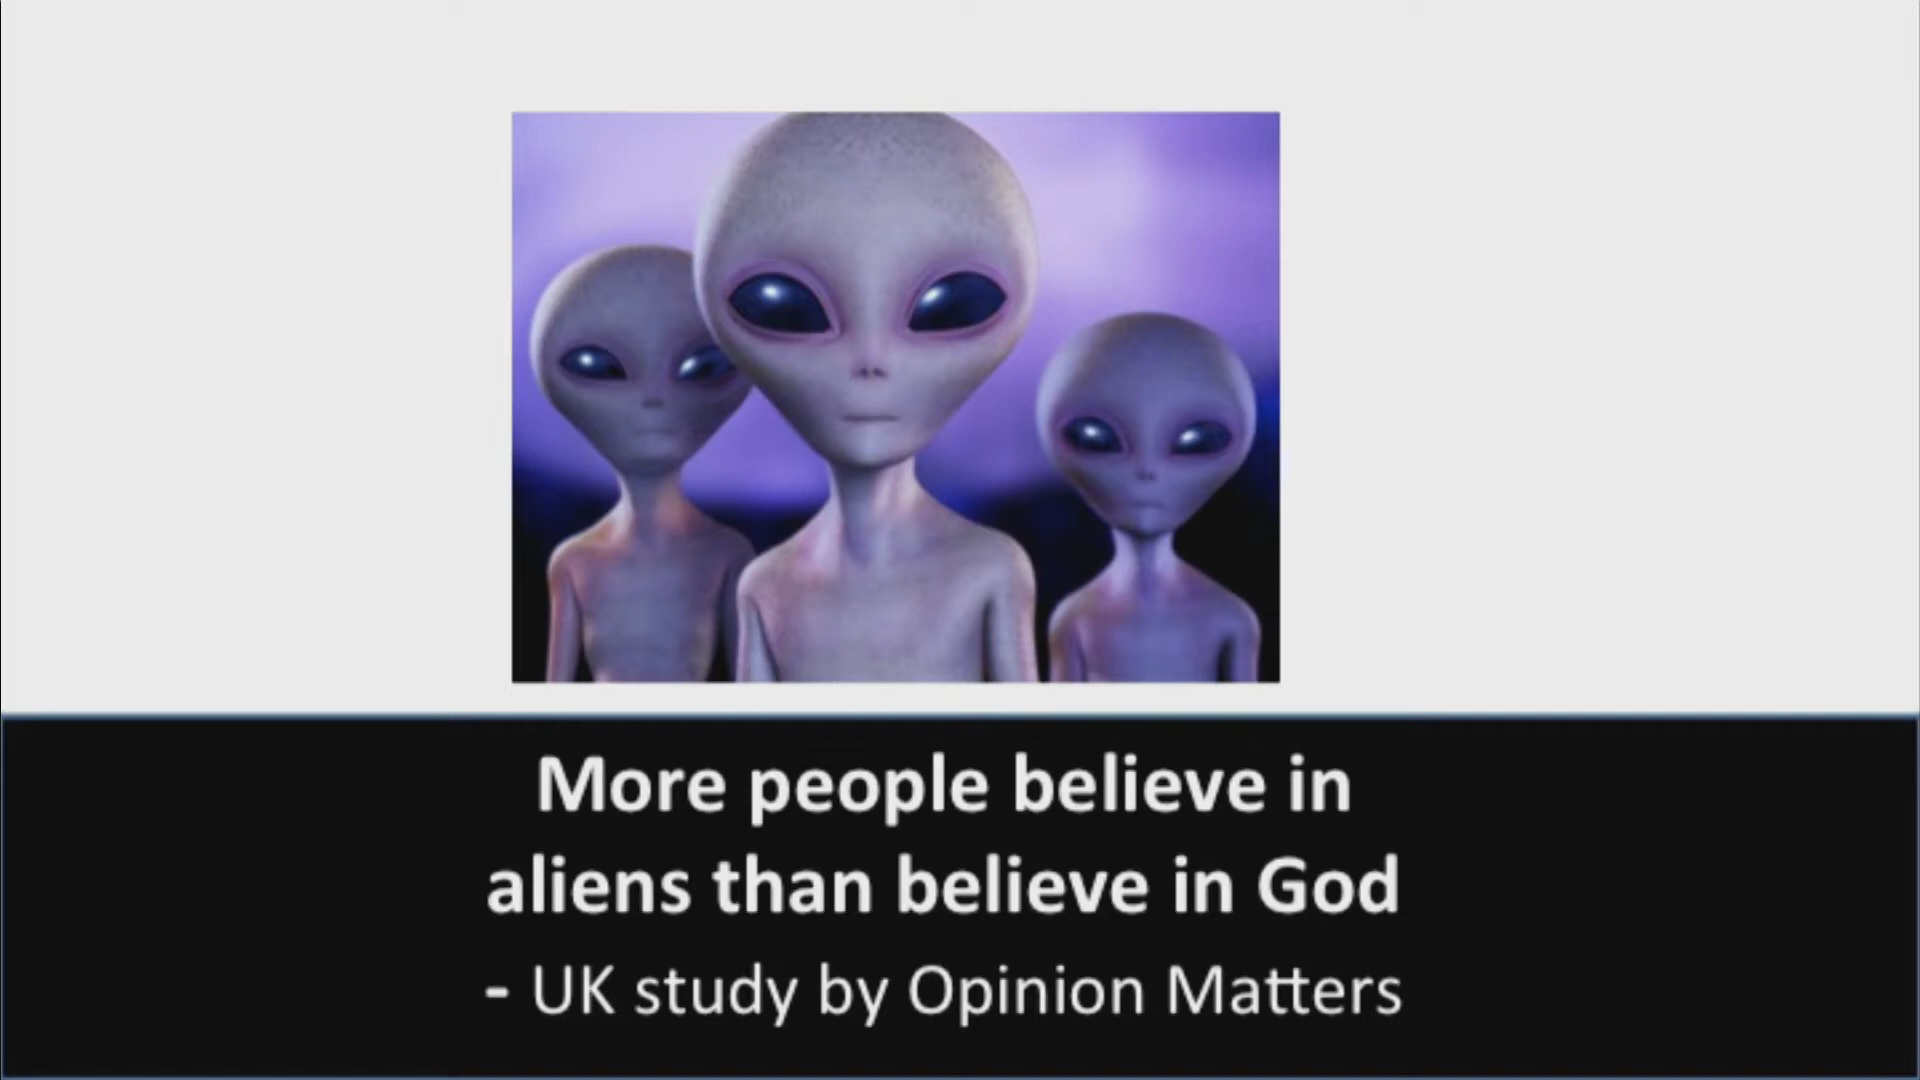 More people believe in
aliens than believe in God
- UK study by Opinion Matters